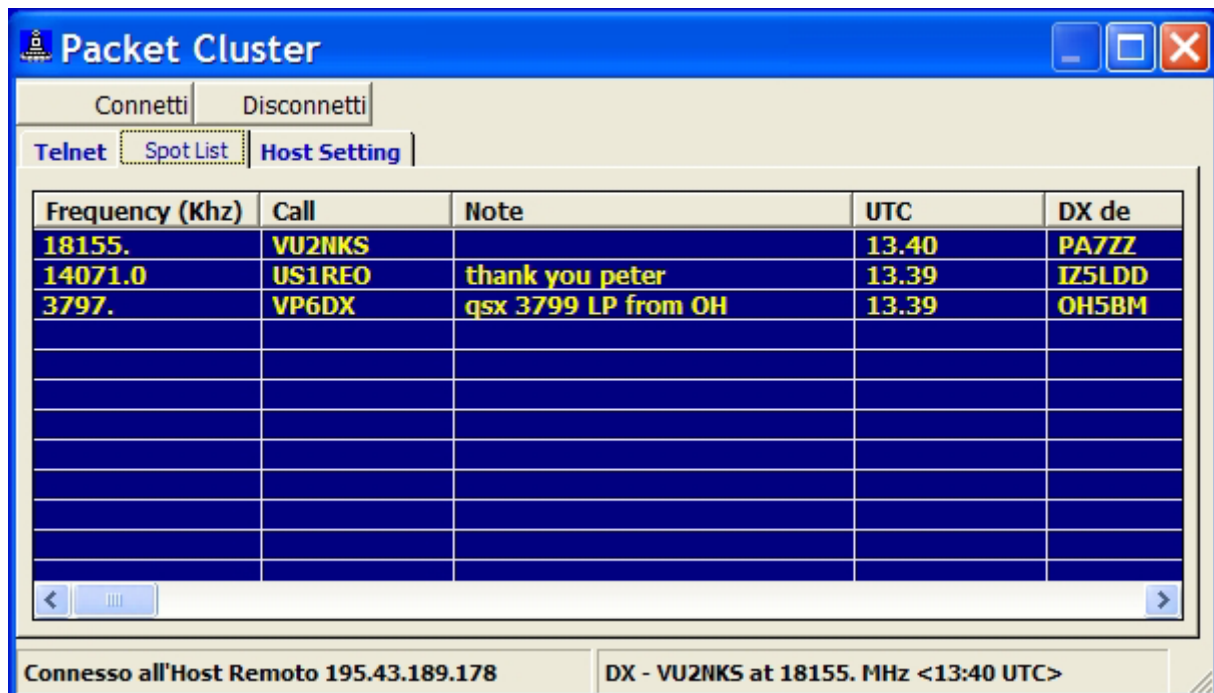 Packet Cluster
Connetti Disconnetti
Telnet Spot List Host Setting
Frequency (Khz) Call Note UTC DX de
18155. VU2NKS 13.40 PA7ZZ
14071.0 US1REO thank you peter 13.39 IZ5LDD
3797. VP6DX qsx 3799 LP from OH 13.39 OH5BM
Connesso all'Host Remoto 195.43.189.178 DX - VU2NKS at 18155. MHz <13:40 UTC>